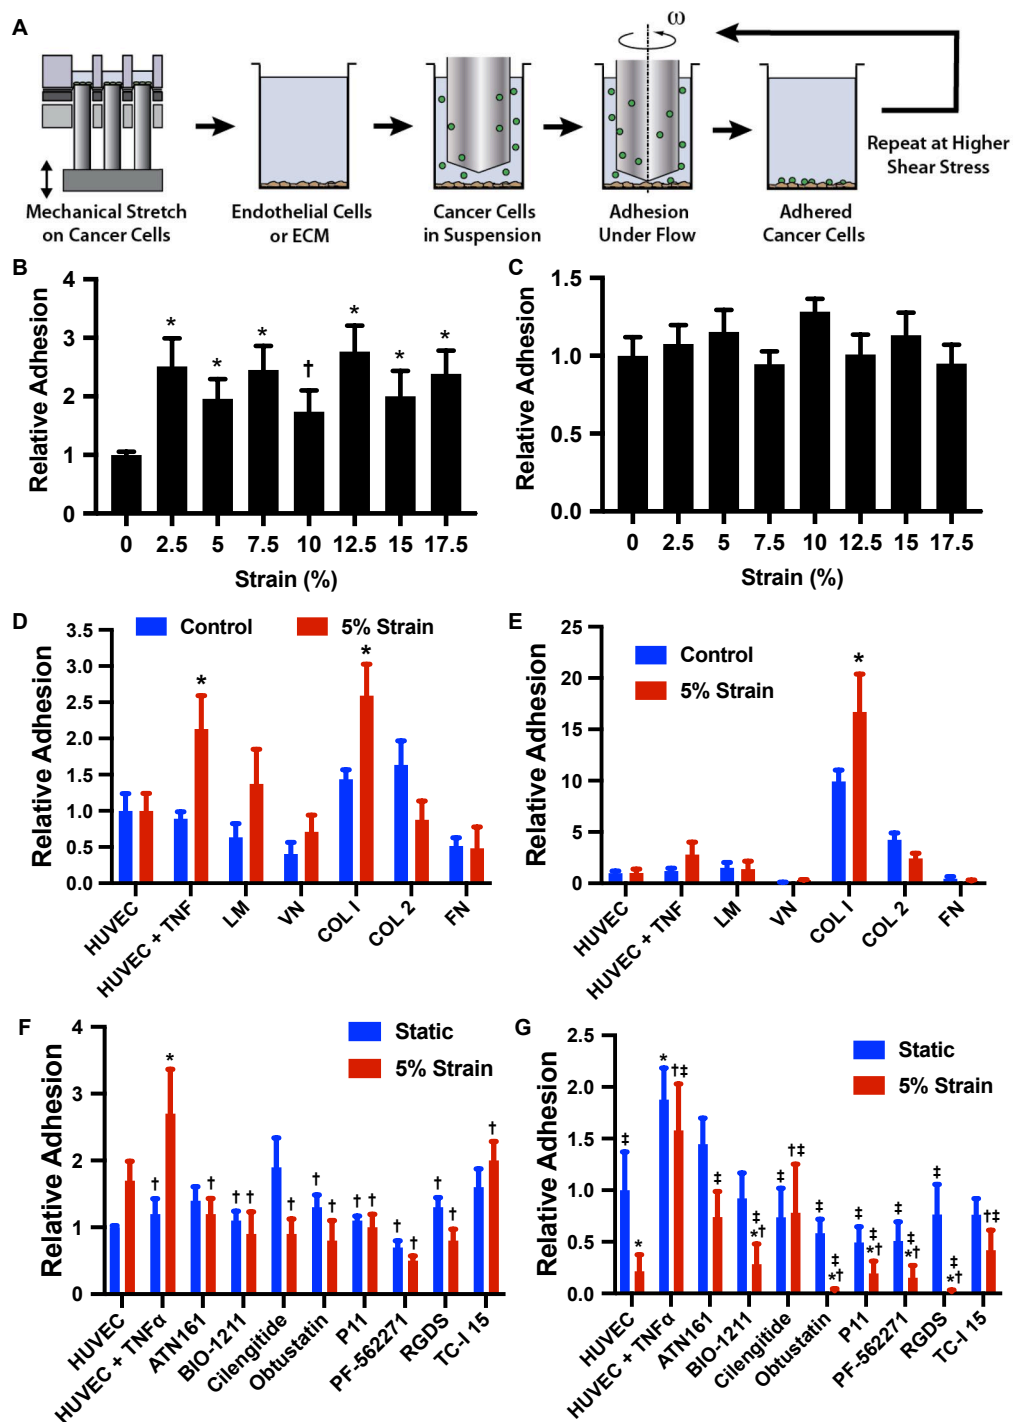 A
ω
Mechanical Stretch
on Cancer Cells
Endothelial Cells
or ECM
Cancer Cells
in Suspension
Adhesion
Under Flow
Adhered
Cancer Cells
Repeat at Higher
Shear Stress
B
Relative Adhesion
4
3
2
1
0
* * * † * * *
0 2.5 5 7.5 10 12.5 15 17.5
Strain (%)
C
Relative Adhesion
1.5
1.0
0.5
0.0
0 2.5 5 7.5 10 12.5 15 17.5
Strain (%)
D
Control 5% Strain
Relative Adhesion
3.5
3.0
2.5
2.0
1.5
1.0
0.5
0.0
* *
HUVEC
HUVEC + TNF
LM
VN
COL I
COL 2
FN
E
Control
5% Strain
Relative Adhesion
25
20
15
10
5
0
*
HUVEC
HUVEC + TNF
LM
VN
COL I
COL 2
FN
F
Static
5% Strain
Relative Adhesion
4
3
2
1
0
† * † † † † † † † † † † † †
HUVEC
HUVEC + TNFα
ATN161
BIO-1211
Cilengitide
Obtustatin
P11
PF-562271
RGDS
TC-I 15
G
Static
5% Strain
Relative Adhesion
2.5
2.0
1.5
1.0
0.5
0.0
‡ * * †‡ ‡ ‡ *† ‡ †‡ ‡ ‡ *† ‡ ‡ *† ‡ ‡ *† ‡ ‡ *† †‡
HUVEC
HUVEC + TNFα
ATN161
BIO-1211
Cilengitide
Obtustatin
P11
PF-562271
RGDS
TC-I 15